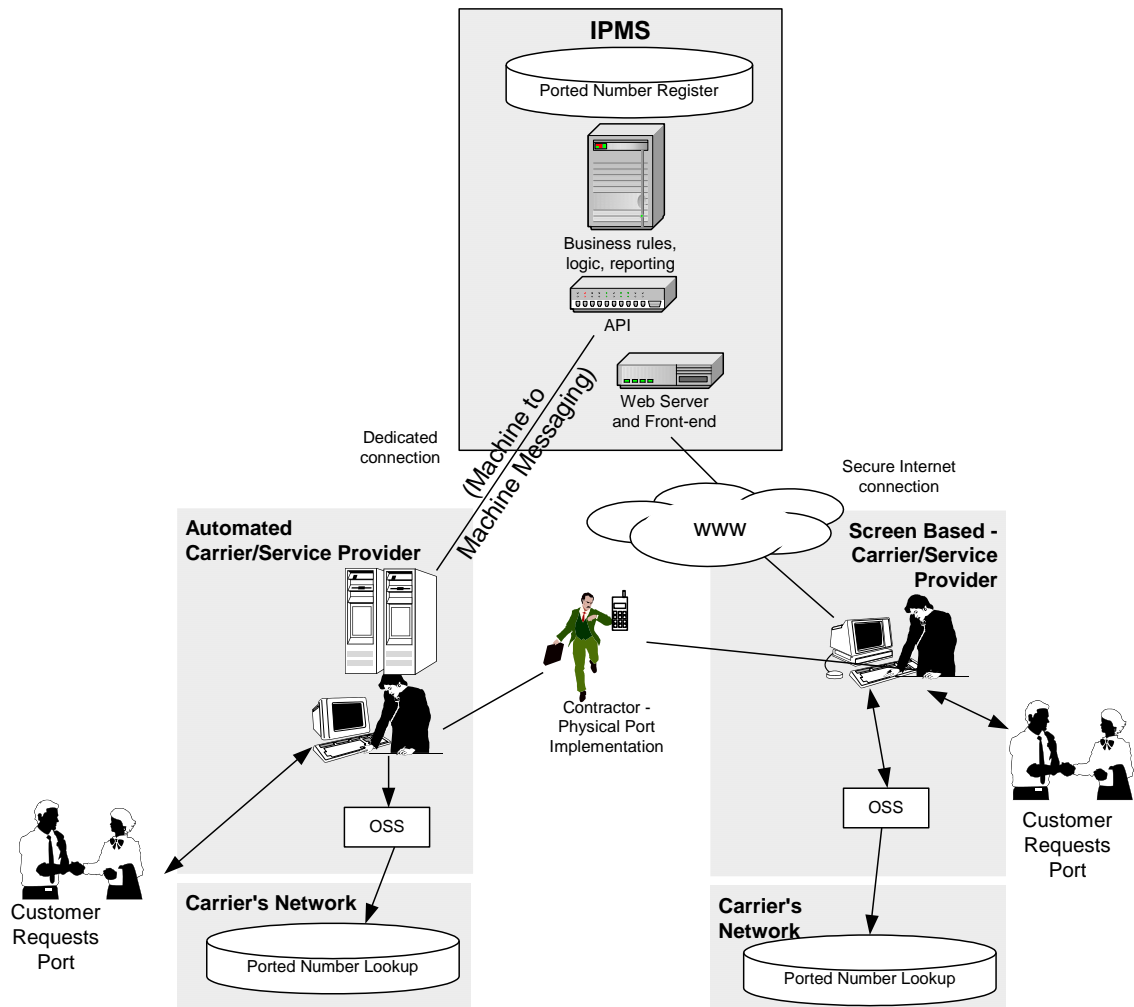 IPMS
Ported Number Register
Business rules,
logic, reporting
API
Web Server
and Front-end
(Machine to
Machine Messaging)
Dedicated
connection
Secure Internet
connection
www
Automated
Carrier/Service Provider
Screen Based -
Carrier/Service
Provider
Contractor -
Physical Port
Implementation
OSS
OSS
Customer
Requests
Port
Customer
Requests
Port
Carrier's Network
Ported Number Lookup
Carrier's
Network
Ported Number Lookup